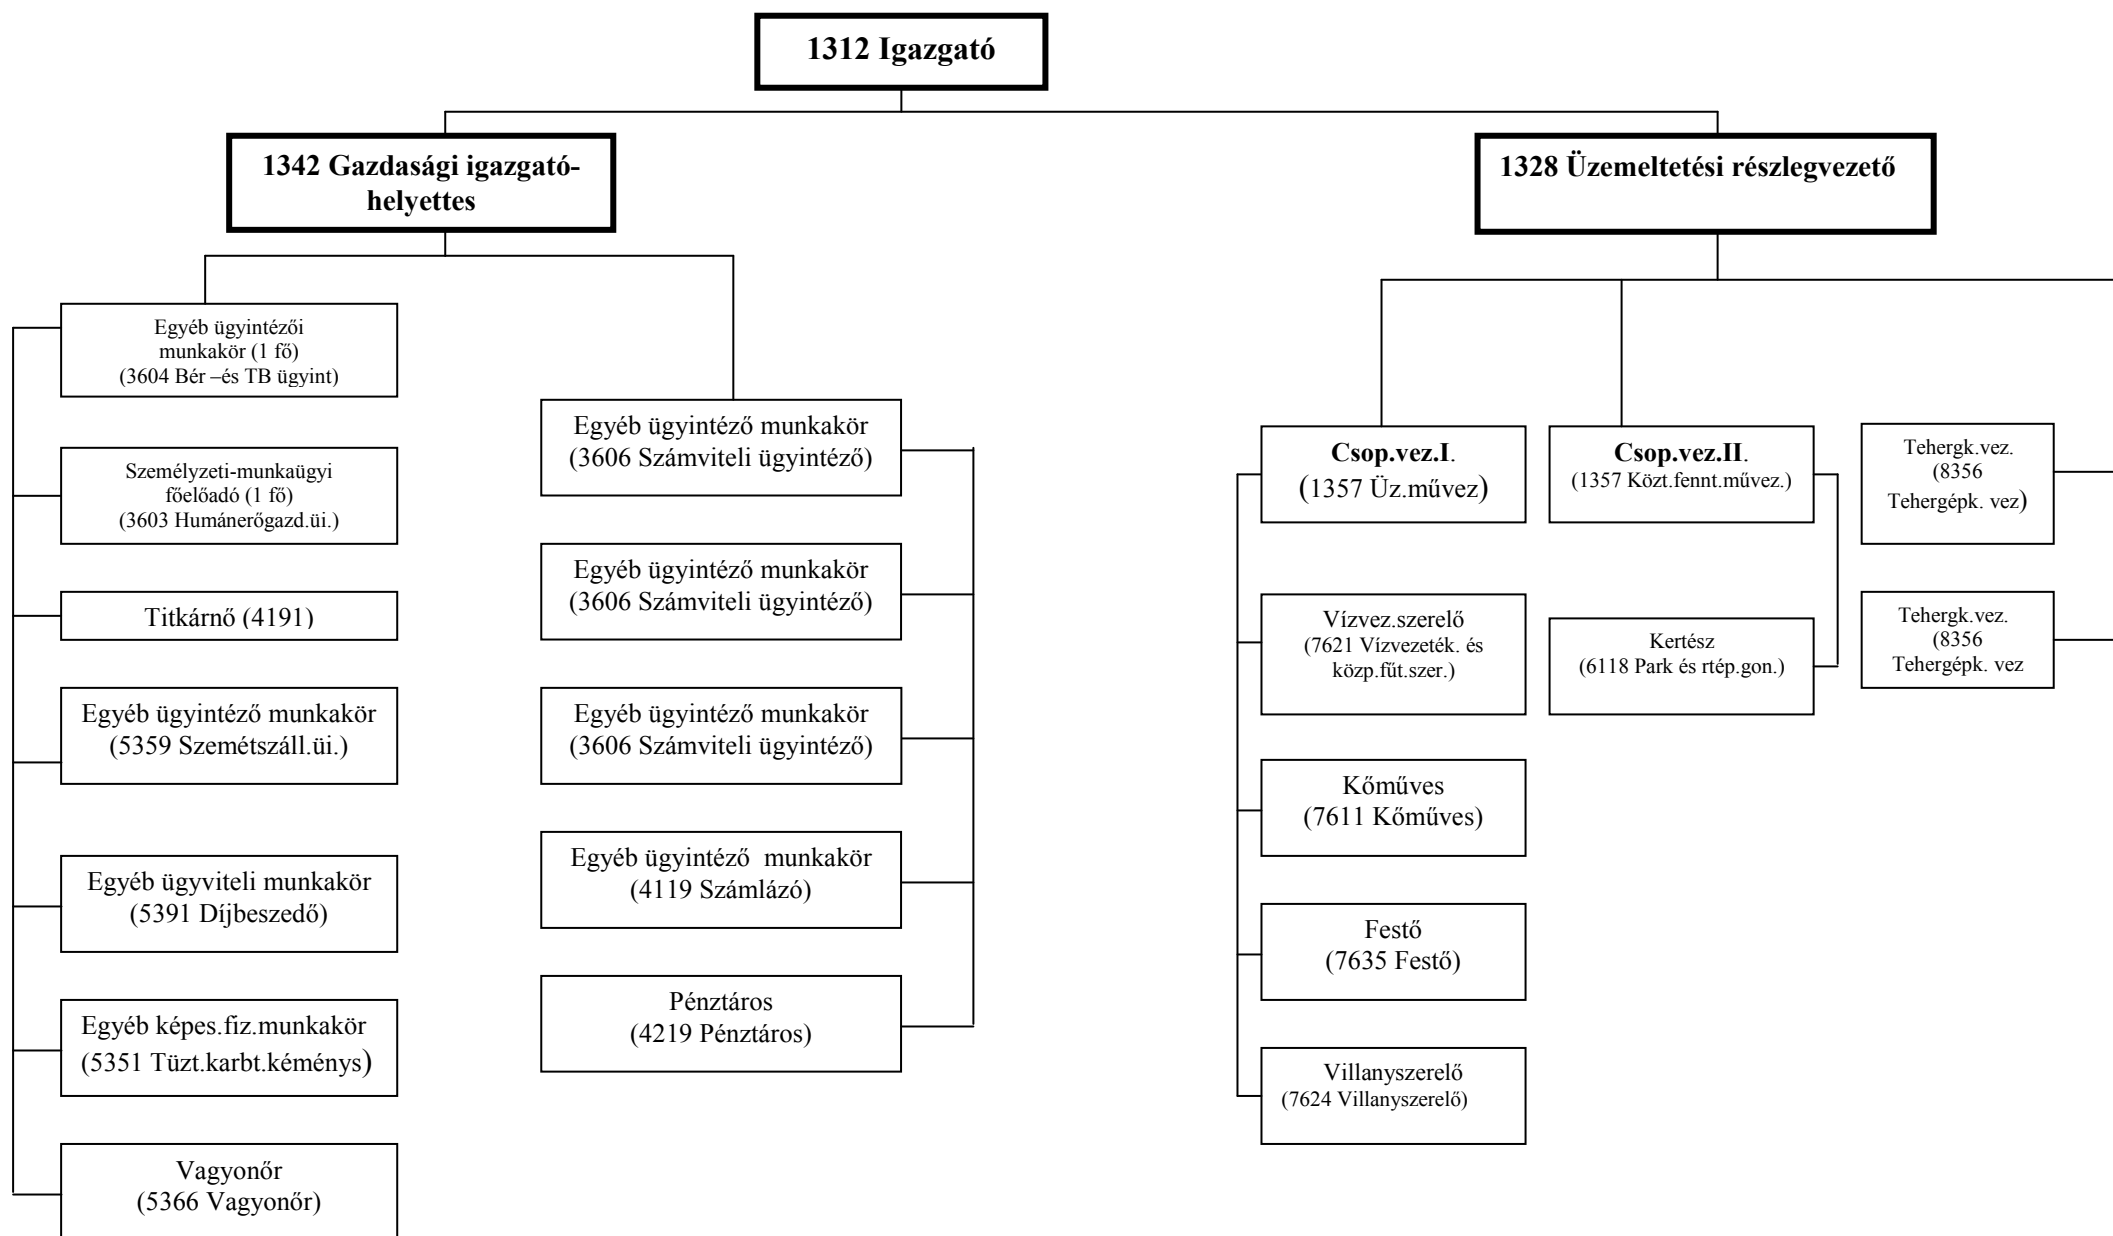 1312 Igazgató
1342 Gazdasági igazgató-
helyettes
1328 Üzemeltetési részlegvezető
Egyéb ügyintézői
munkakör (1 fő)
(3604 Bér –és TB ügyint)
Személyzeti-munkaügyi
főelőadó (1 fő)
(3603 Humánerőgazd.üi.)
Titkárnő (4191)
Egyéb ügyintéző munkakör
(5359 Szemétszáll.üi.)
Egyéb ügyviteli munkakör
(5391 Díjbeszedő)
Egyéb képes.fiz.munkakör
(5351 Tüzt.karbt.kéménys)
Vagyonőr
(5366 Vagyonőr)
Egyéb ügyintéző munkakör
(3606 Számviteli ügyintéző)
Egyéb ügyintéző munkakör
(3606 Számviteli ügyintéző)
Egyéb ügyintéző munkakör
(3606 Számviteli ügyintéző)
Egyéb ügyintéző  munkakör
(4119 Számlázó)
Pénztáros
(4219 Pénztáros)
Csop.vez.I.
(1357 Üz.művez)
Vízvez.szerelő
(7621 Vízvezeték. és
közp.fűt.szer.)
Kőműves
(7611 Kőműves)
Festő
(7635 Festő)
Villanyszerelő
(7624 Villanyszerelő)
Csop.vez.II.
(1357 Közt.fennt.művez.)
Kertész
(6118 Park és rtép.gon.)
Tehergk.vez.
(8356
Tehergépk. vez)
Tehergk.vez.
(8356
Tehergépk. vez